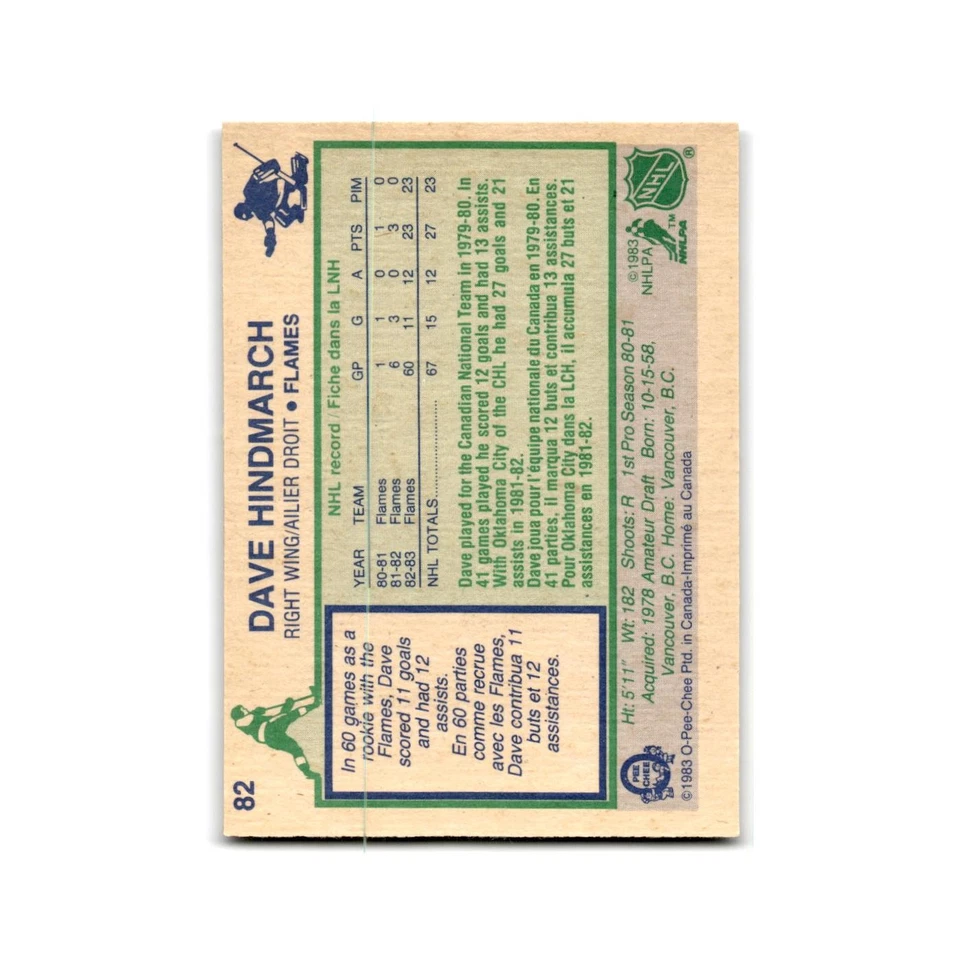 82
DAVE HINDMARCH
RIGHT WING/AILIER DROIT • FLAMES
In 60 games as a
rookie with the
Flames, Dave
scored 11 goals
and had 12
assists.
En 60 parties
comme recrue
avec les Flames,
Dave contribua 11
buts et 12
assistances.
NHL record / Fiche dans la LNH
YEAR TEAM GP G A PTS PIM
80-81 Flames 1 1 0 1 0
81-82 Flames 6 3 0 3 0
82-83 Flames 60 11 12 23 23
NHL TOTALS.................... 67 15 12 27 23
Dave played for the Canadian National Team in 1979-80. In
41 games played he scored 12 goals and had 13 assists.
With Oklahoma City of the CHL he had 27 goals and 21
assists in 1981-82.
Dave joua pour l'équipe nationale du Canada en 1979-80. En
41 parties, il marqua 12 buts et contribua 13 assistances.
Pour Oklahoma City dans la LCH, il accumula 27 buts et 21
assistances en 1981-82.
O PEE CHEE
Ht: 5'11" Wt: 182 Shoots: R 1st Pro Season 80-81
Acquired: 1978 Amateur Draft Born: 10-15-58,
Vancouver, B.C. Home: Vancouver, B.C.
©1983 O-Pee-Chee Ptd. in Canada-Imprimé au Canada
©1983
NHLPA
NHLPA TM
NHL ®